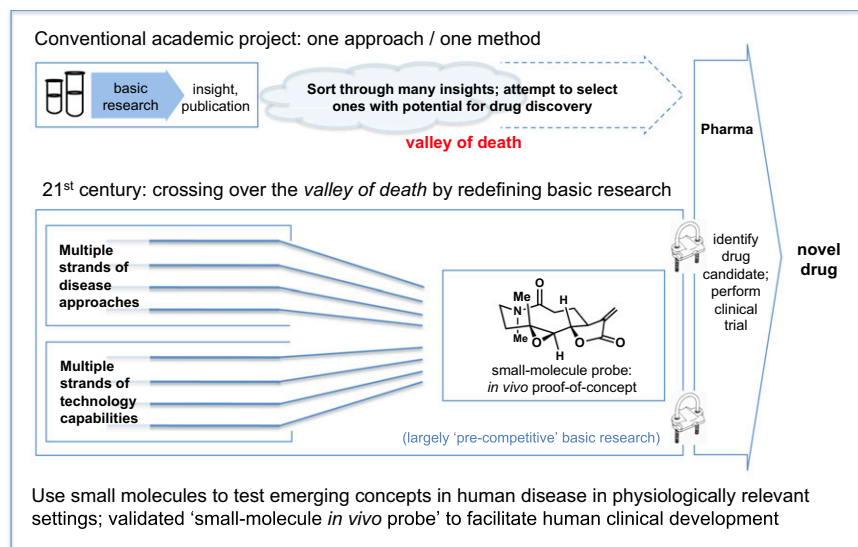 Conventional academic project: one approach / one method
basic
research
insight,
publication
Sort through many insights; attempt to select
ones with potential for drug discovery
valley of death
Pharma
21st century: crossing over the valley of death by redefining basic research
Multiple
strands of
disease
approaches
Multiple
strands of
technology
capabilities
O
Me
H
N
Me
O
H
O
O
small-molecule probe:
in vivo proof-of-concept
(largely ‘pre-competitive’ basic research)
identify
drug
candidate;
perform
clinical
trial
novel
drug
Use small molecules to test emerging concepts in human disease in physiologically relevant
settings; validated ‘small-molecule in vivo probe’ to facilitate human clinical development